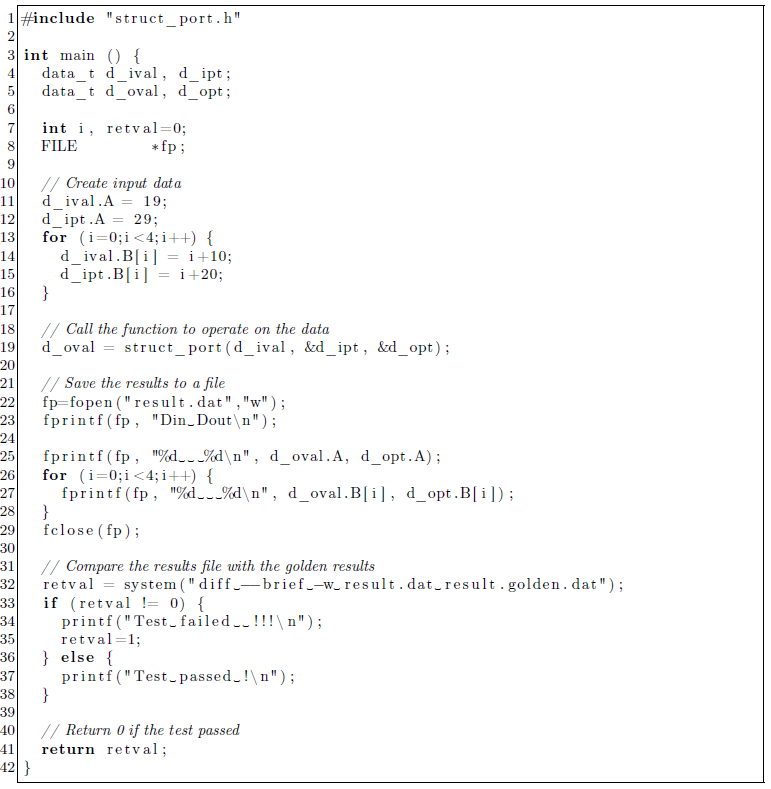 1 #include "struct_port.h"
2
3 int main () {
4 data_t d_ival, d_ipt;
5 data_t d_oval, d_opt;
6
7 int i, retval=0;
8 FILE *fp;
9
10 // Create input data
11 d_ival.A = 19;
12 d_ipt.A = 29;
13 for (i=0;i<4;i++) {
14 d_ival.B[i] = i+10;
15 d_ipt.B[i] = i+20;
16 }
17
18 // Call the function to operate on the data
19 d_oval = struct_port(d_ival, &d_ipt, &d_opt);
20
21 // Save the results to a file
22 fp=fopen("result.dat","w");
23 fprintf(fp, "Din␣Dout\n");
24
25 fprintf(fp, "%d␣␣␣%d\n", d_oval.A, d_opt.A);
26 for (i=0;i<4;i++) {
27 fprintf(fp, "%d␣␣␣%d\n", d_oval.B[i], d_opt.B[i]);
28 }
29 fclose(fp);
30
31 // Compare the results file with the golden results
32 retval = system("diff␣--brief␣-w␣result.dat␣result.golden.dat");
33 if (retval != 0) {
34 printf("Test␣failed␣␣!!!\n");
35 retval=1;
36 } else {
37 printf("Test␣passed␣!\n");
38 }
39
40 // Return 0 if the test passed
41 return retval;
42 }